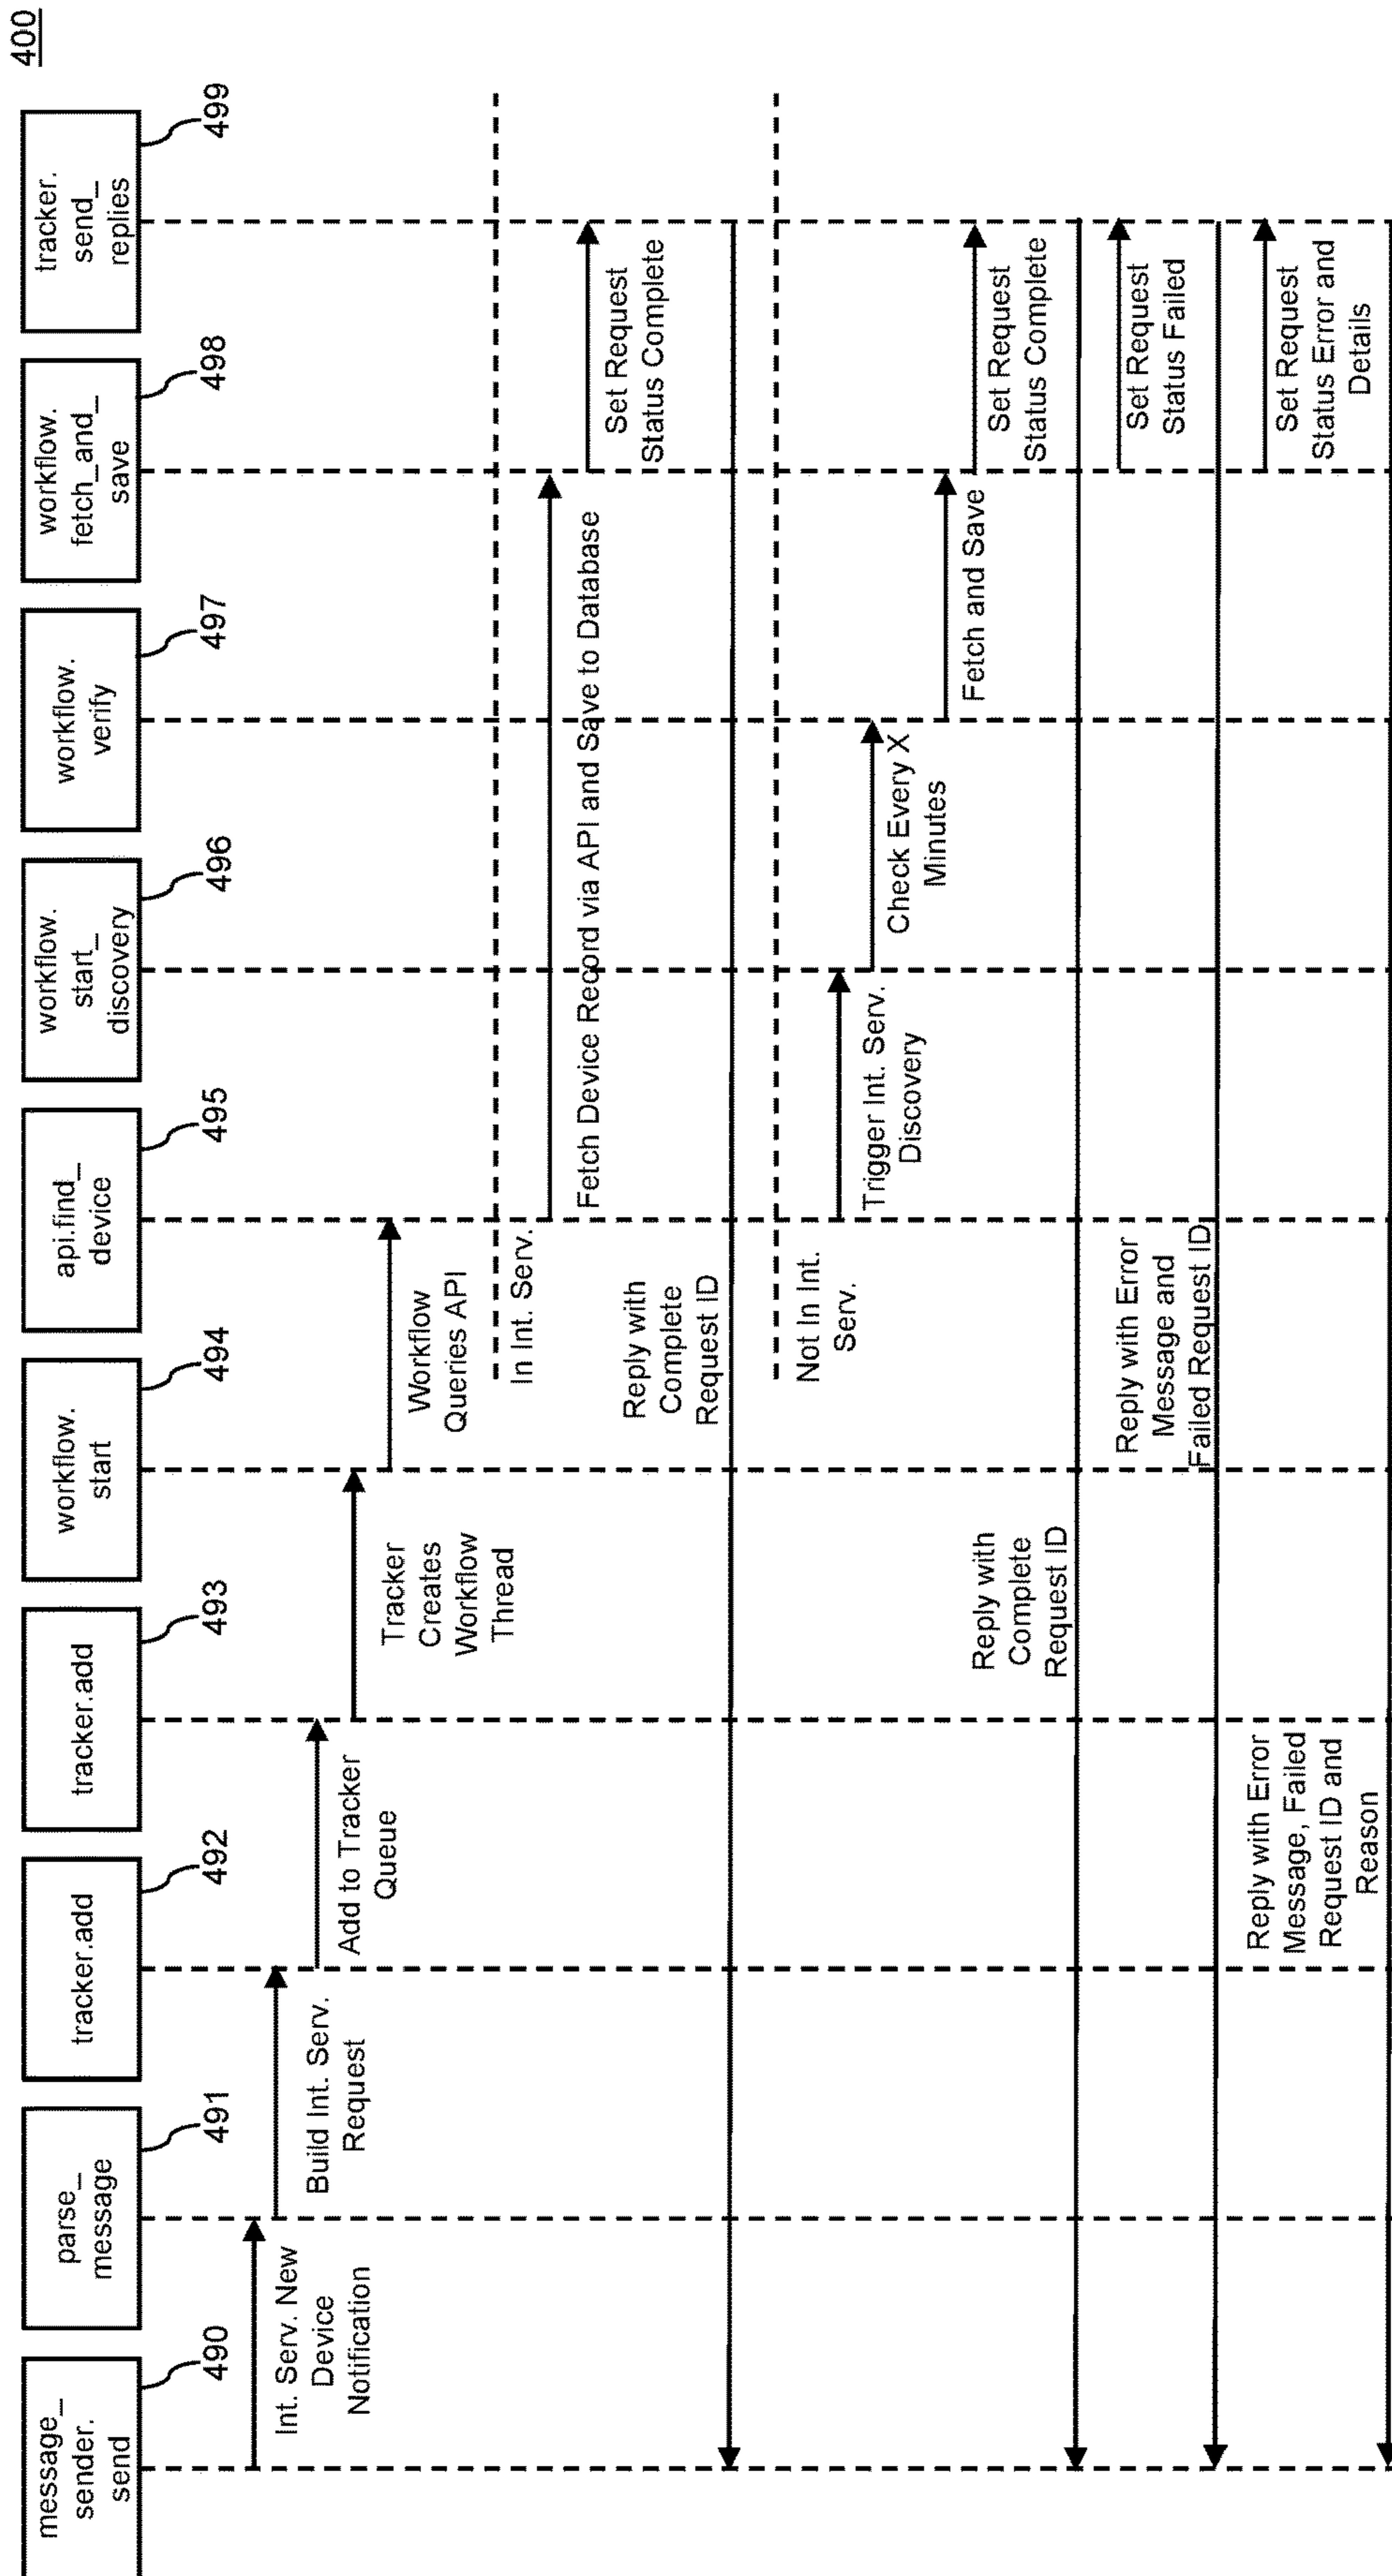 400
message_
sender.
send
490
parse_
message
491
tracker.add
492
tracker.add
493
workflow.
start
494
api.find_
device
495
workflow.
start_
discovery
496
workflow.
verify
497
workflow.
fetch_and_
save
498
tracker.
send_
replies
499
Int. Serv. New
Device
Notification
Build Int. Serv.
Request
Add to Tracker
Queue
Tracker
Creates
Workflow
Thread
Workflow
Queries API
In Int. Serv.
Fetch Device Record via API and Save to Database
Set Request
Status Complete
Reply with
Complete
Request ID
Not In Int.
Serv.
Trigger Int. Serv.
Discovery
Check Every X
Minutes
Fetch and Save
Set Request
Status Complete
Reply with
Complete
Request ID
Set Request
Status Failed
Reply with Error
Message and
Failed Request ID
Set Request
Status Error and
Details
Reply with Error
Message, Failed
Request ID and
Reason